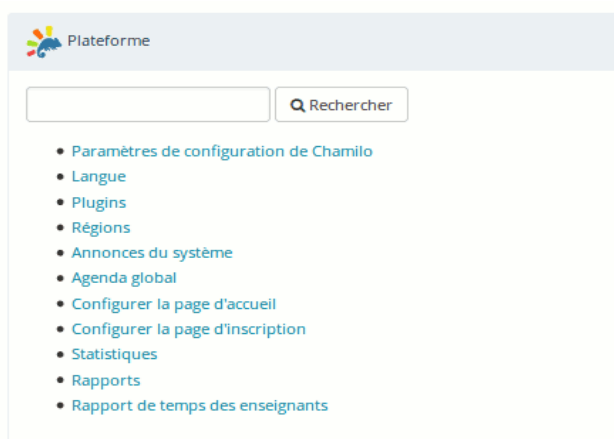 Plateforme
Rechercher
Paramètres de configuration de Chamilo
Langue
Plugins
Régions
Annonces du système
Agenda global
Configurer la page d'accueil
Configurer la page d'inscription
Statistiques
Rapports
Rapport de temps des enseignants